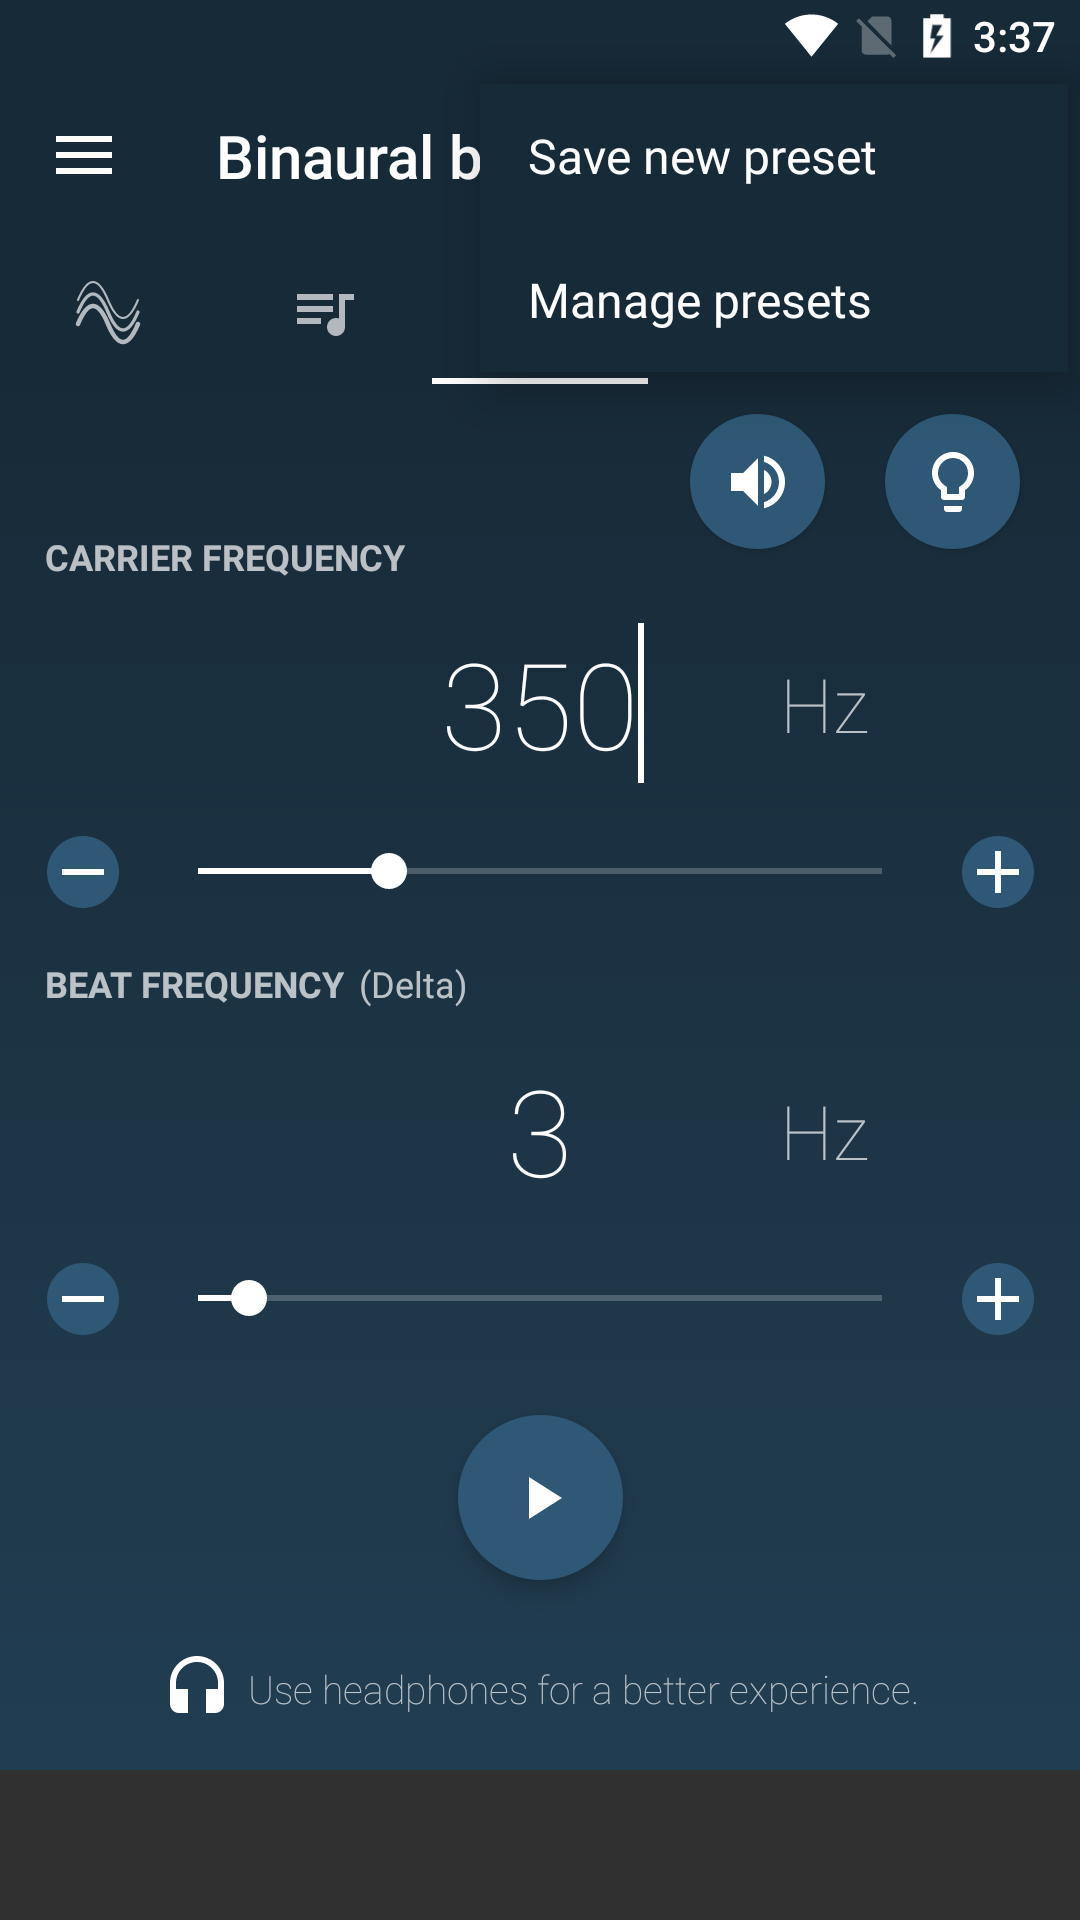 3:37
Binaural b
Save new preset
Manage presets
CARRIER FREQUENCY
350 Hz
BEAT FREQUENCY (Delta)
3 Hz
Use headphones for a better experience.